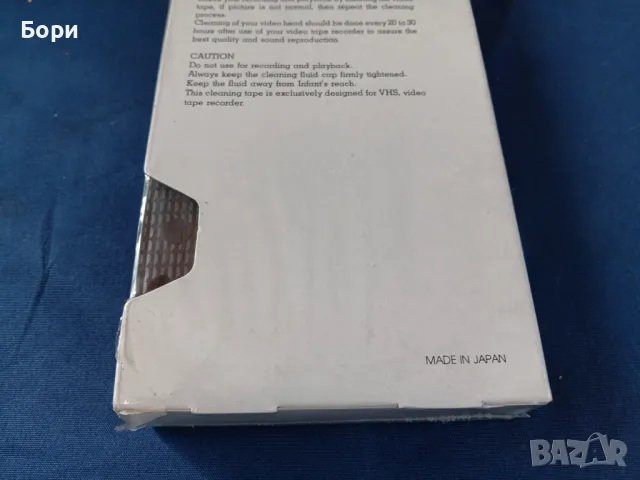 Бори
tape, if picture is not normal, then repeat the cleaning
process.
Cleaning of your video head should be done every 20 to 30
hours after use of your video tape recorder to assure the
best quality and sound reproduction.
CAUTION
Do not use for recording and playback.
Always keep the cleaning fluid cap firmly tightened.
Keep the fluid away from Infant's reach.
This cleaning tape is exclusively designed for VHS, video
tape recorder.
MADE IN JAPAN
BAZAR